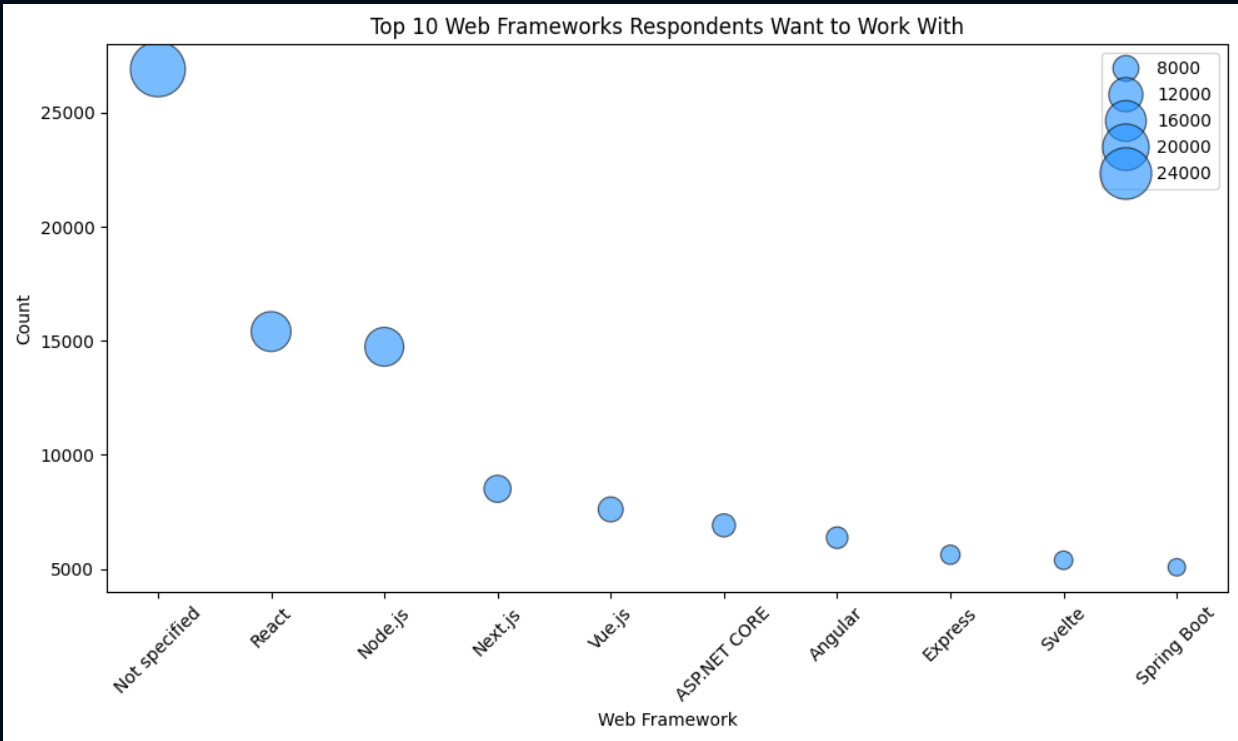 Top 10 Web Frameworks Respondents Want to Work With
8000
12000
16000
20000
24000
Count
25000
20000
15000
10000
5000
Not specified
React
Node.js
Next.js
Vue.js
ASP.NET CORE
Angular
Express
Svelte
Spring Boot
Web Framework